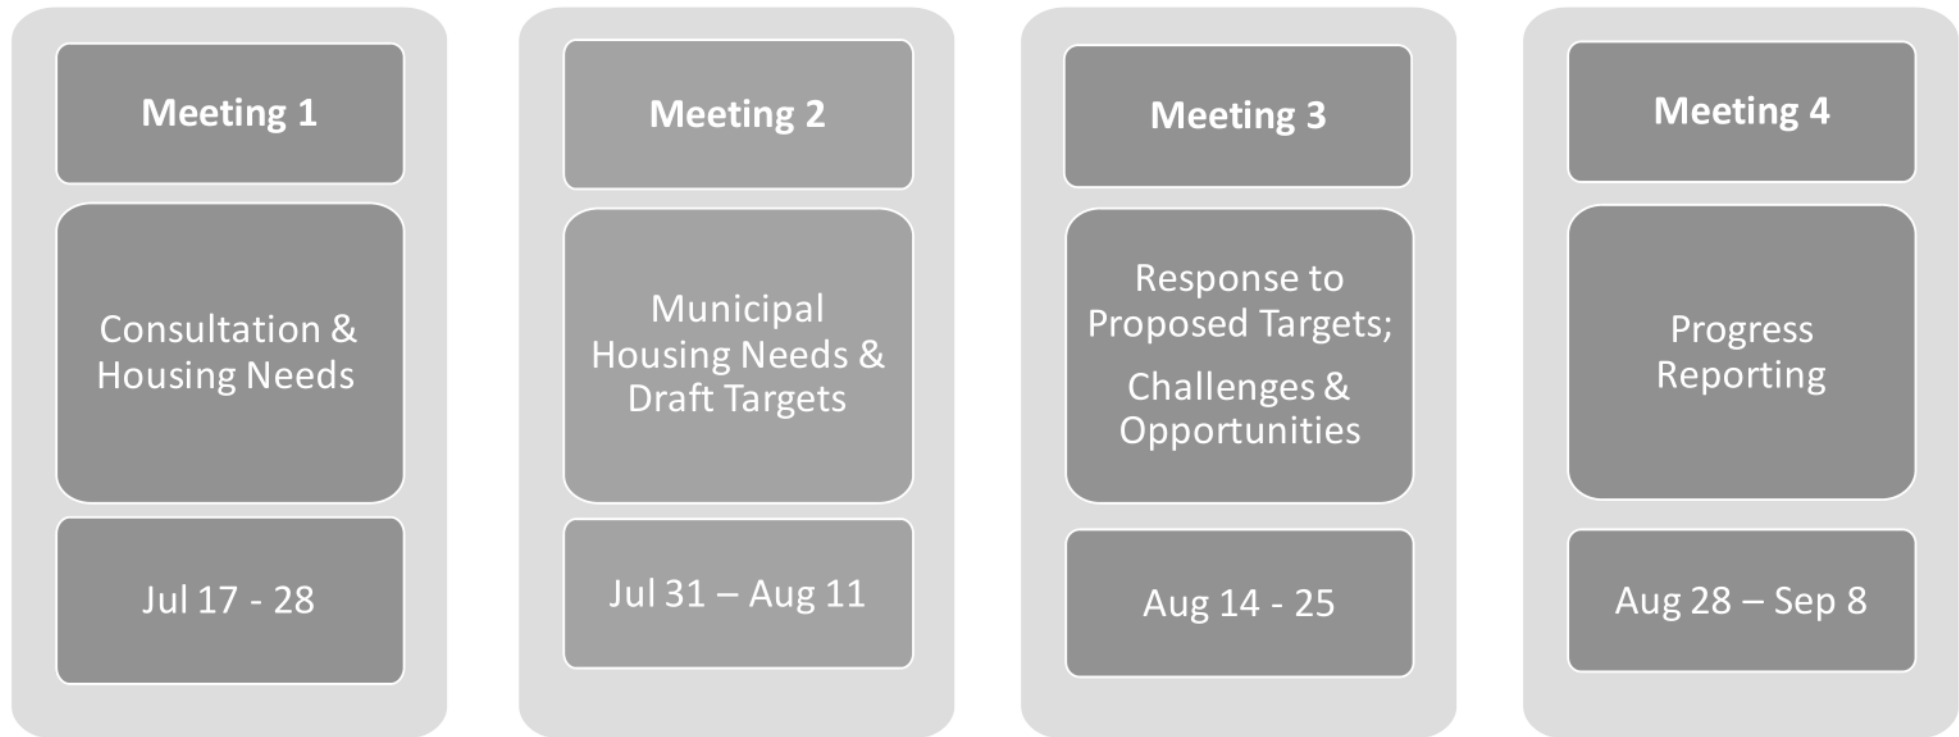 Meeting 1
Consultation &
Housing Needs
Jul 17 - 28
Meeting 2
Municipal
Housing Needs &
Draft Targets
Jul 31 – Aug 11
Meeting 3
Response to
Proposed Targets;
Challenges &
Opportunities
Aug 14 - 25
Meeting 4
Progress
Reporting
Aug 28 – Sep 8